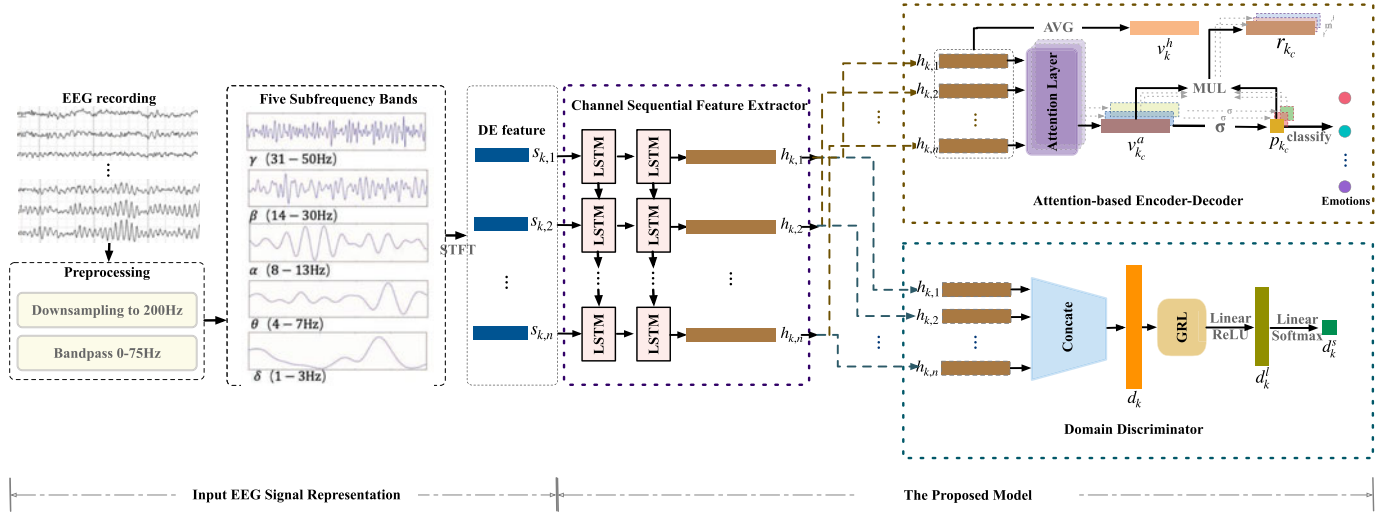 EEG recording
Preprocessing
Downsampling to 200Hz
Bandpass 0-75Hz
Five Subfrequency Bands
γ (31 – 50Hz)
β (14 – 30Hz)
α (8 – 13Hz)
θ (4 – 7Hz)
δ (1 – 3Hz)
STFT
DE feature
s_{k,1}
s_{k,2}
s_{k,n}
Channel Sequential Feature Extractor
LSTM LSTM h_{k,1}
LSTM LSTM h_{k,2}
LSTM LSTM h_{k,n}
h_{k,1}
h_{k,2}
h_{k,n}
Attention Layer
AVG
v_k^h
r_{k_c}
MUL
v_{k_c}^a
σ
σ
σ
p_{k_c}
classify
Emotions
Attention-based Encoder-Decoder
h_{k,1}
h_{k,2}
h_{k,n}
Concate
d_k
GRL
Linear
ReLU
d_k^l
Linear
Softmax
d_k^s
Domain Discriminator
Input EEG Signal Representation
The Proposed Model